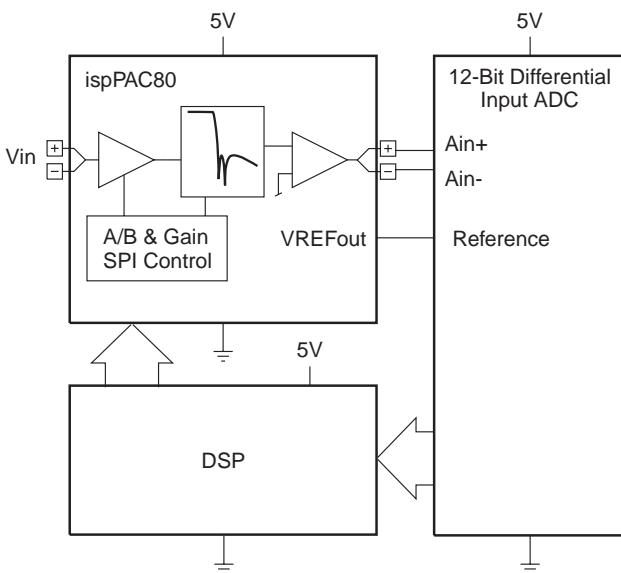 5V
5V
ispPAC80
12-Bit Differential
Input ADC
Vin
+
−
+
−
Ain+
Ain-
A/B & Gain
SPI Control
VREFout
Reference
5V
DSP